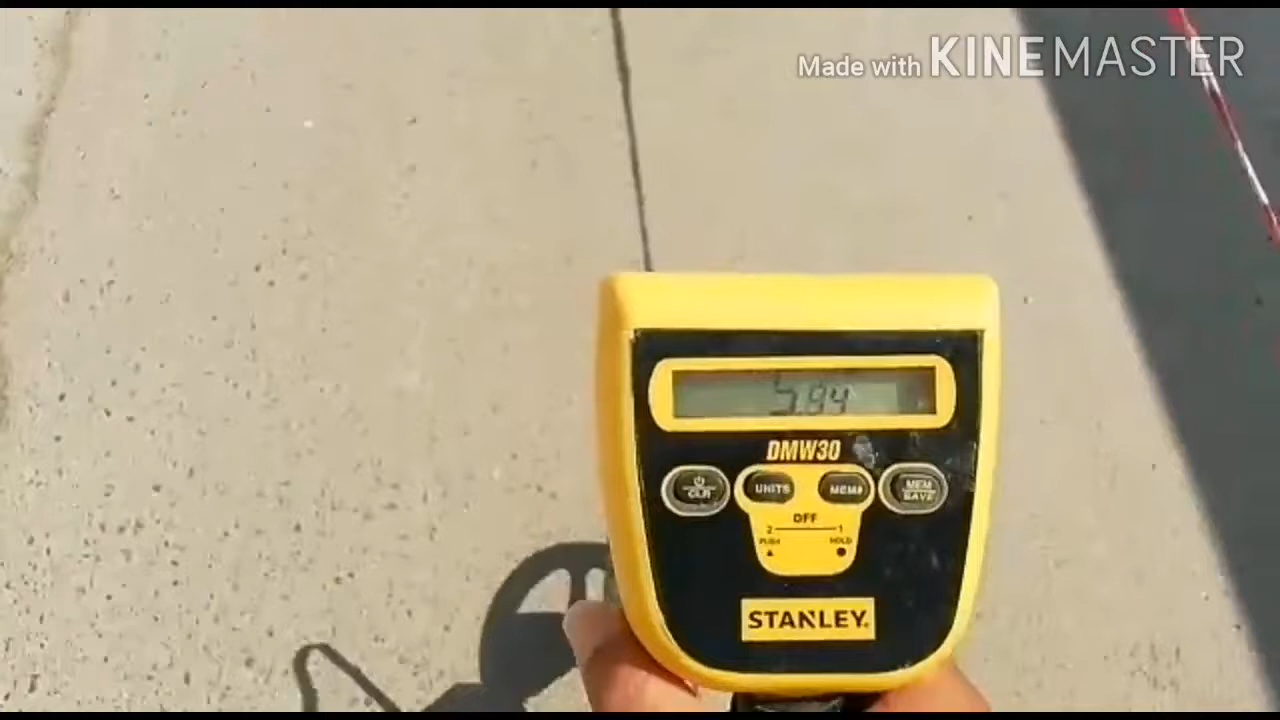 Made with KINEMASTER
5.94
DMW30
CLR
UNITS
MEM#
MEM
SAVE
OFF
2 1
PUSH HOLD
STANLEY.